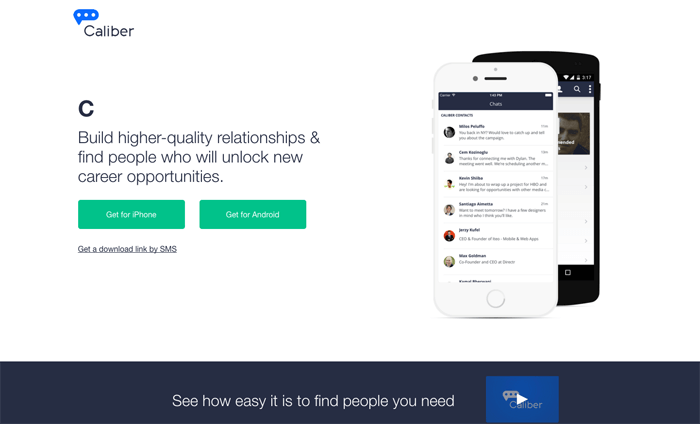 Caliber
C
Build higher-quality relationships &
find people who will unlock new
career opportunities.
Get for iPhone
Get for Android
Get a download link by SMS
3:17
Carrier
1:45 PM
Chats
CALIBER CONTACTS
Miles Peluffo
You back in NY? Would love to catch up and tell
you about the campaign.
Cem Kozinoglu
Thanks for connecting me with Dylan. The
meeting went well. We're scheduling another m...
Kevin Shiiba
Hey! I'm about to wrap up a project for HBO and
are looking for opportunities with other media c
Santiago Aimetta
Want to meet tomorrow? I have a few designers
in mind who I think you'll like.
Jerzy Kufel
CEO & Founder of Ives - Mobile & Web Apps
Max Goldman
Co-Founder and CEO at Direct
See how easy it is to find people you need
Caliber